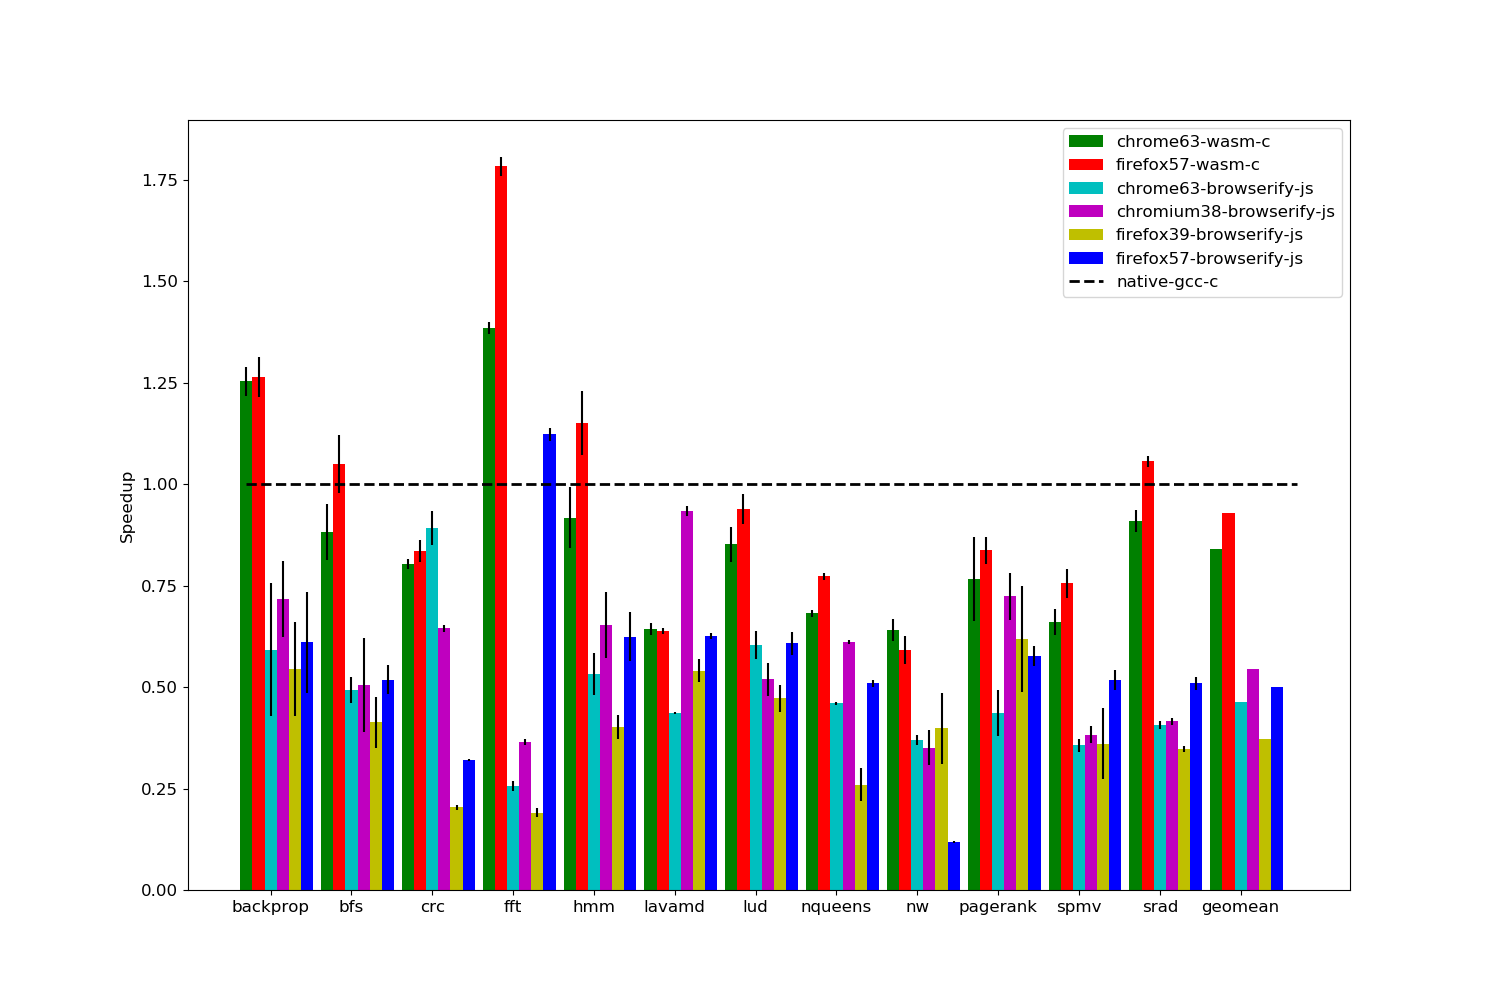 chrome63-wasm-c
firefox57-wasm-c
chrome63-browserify-js
chromium38-browserify-js
firefox39-browserify-js
firefox57-browserify-js
native-gcc-c
Speedup
1.75
1.50
1.25
1.00
0.75
0.50
0.25
0.00
backprop bfs crc fft hmm lavamd lud nqueens nw pagerank spmv srad geomean